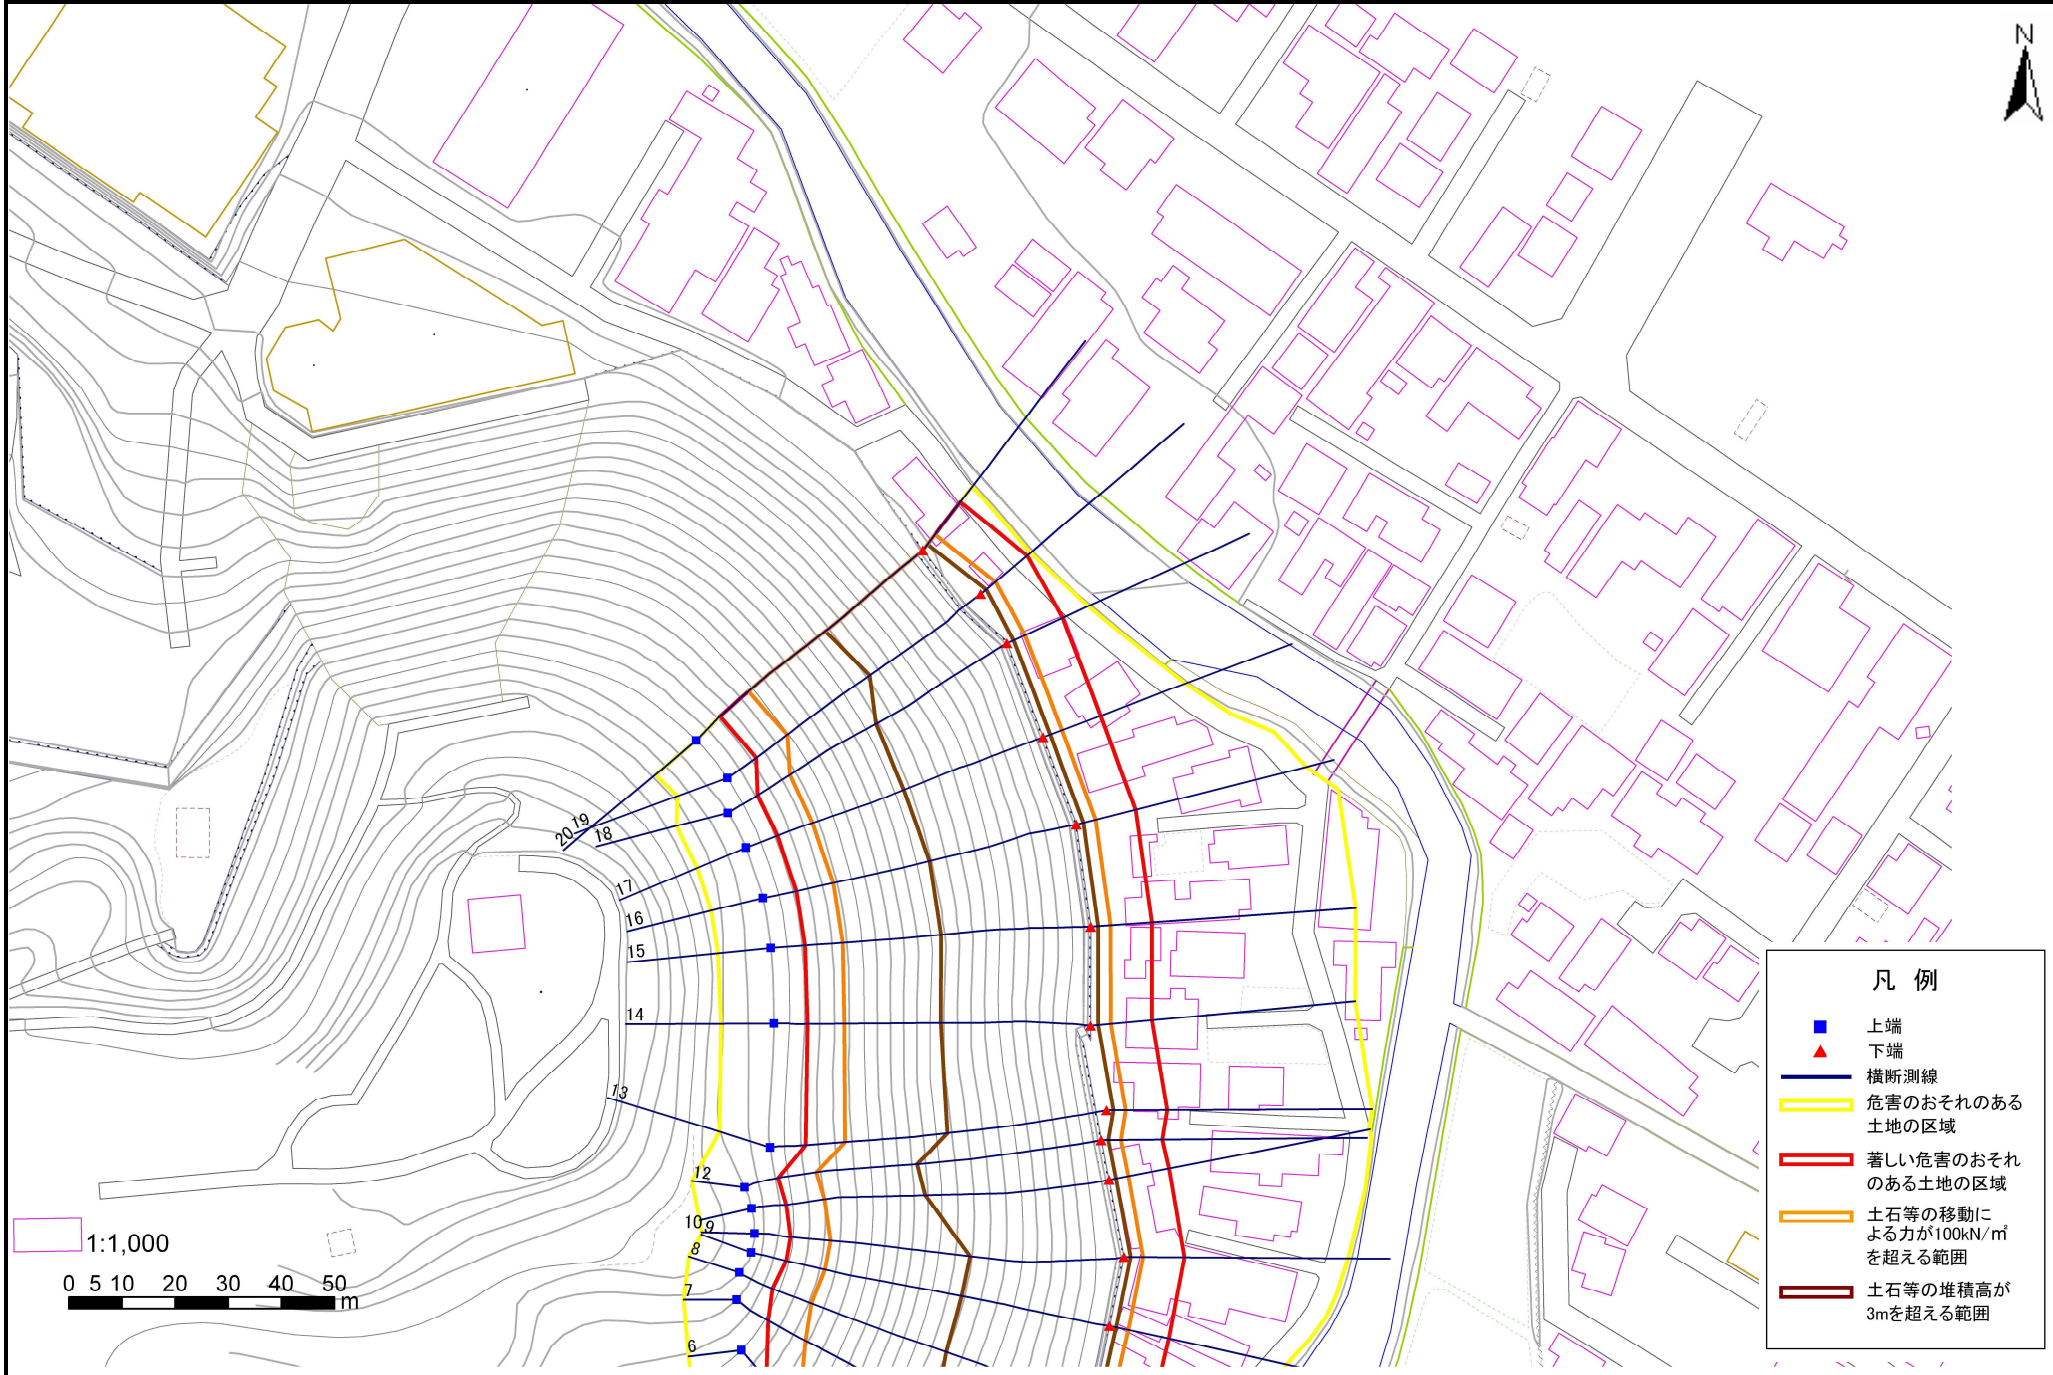 N
20
19
18
17
16
15
14
13
12
10
9
8
7
6
1:1,000
0 5 10 20 30 40 50
m
凡 例
上端
下端
横断測線
危害のおそれのある
土地の区域
著しい危害のおそれ
のある土地の区域
土石等の移動に
よる力が100kN/㎡
を超える範囲
土石等の堆積高が
3mを超える範囲